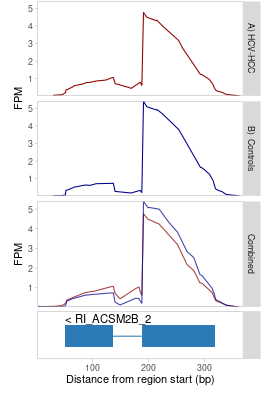 5
4
3
2
1
FPM
A) HCV-HCC
5
4
3
2
1
B) Controls
5
4
3
2
1
FPM
Combined
< RI_ACSM2B_2
100
200
300
Distance from region start (bp)